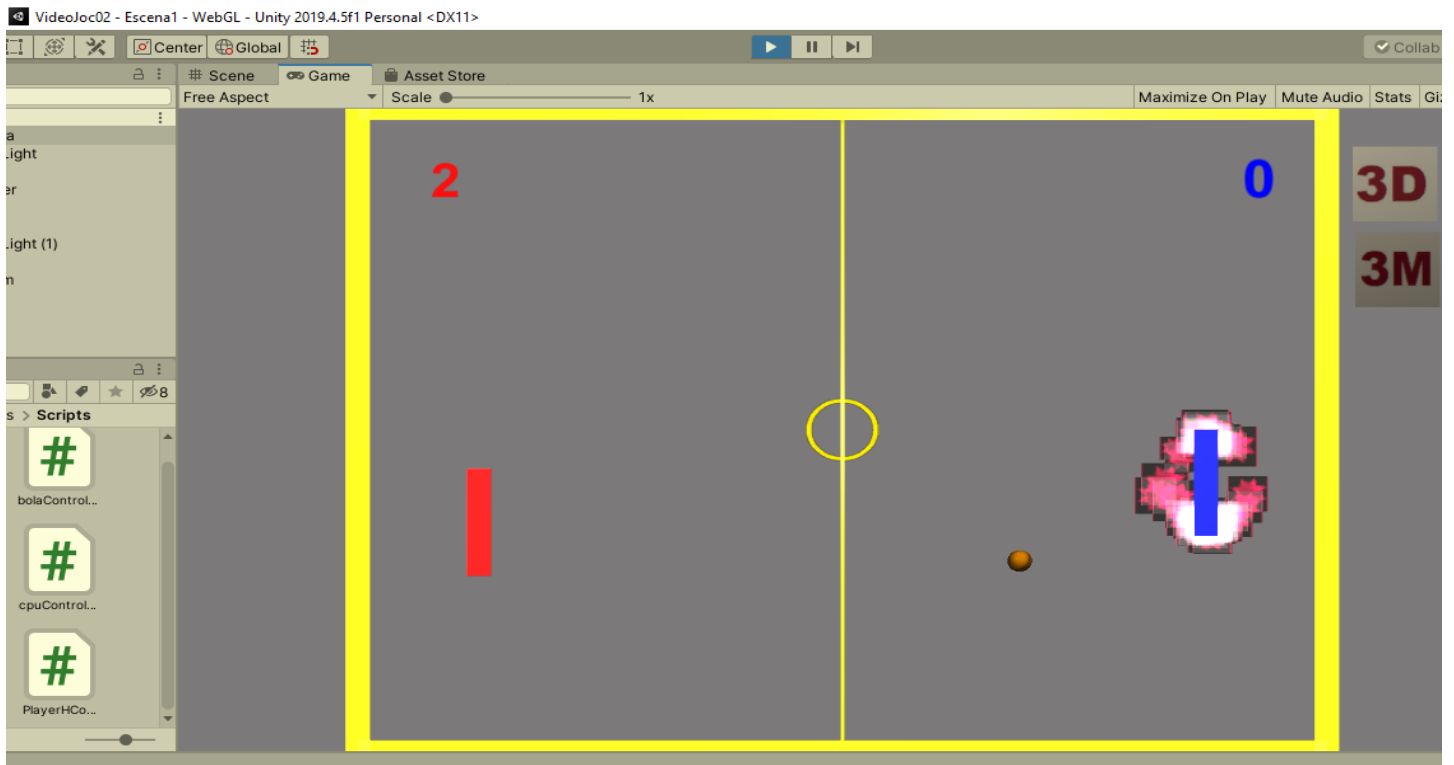 VideoJoc02 - Escena1 - WebGL - Unity 2019.4.5f1 Personal <DX11>
Center Global Collab
# Scene Game Asset Store
Free Aspect Scale 1x Maximize On Play Mute Audio Stats Gi
a
Light
er
Light (1)
m
2 0
3D
3M
8
s > Scripts
#
bolaControl...
#
cpuControl...
#
PlayerHCo...